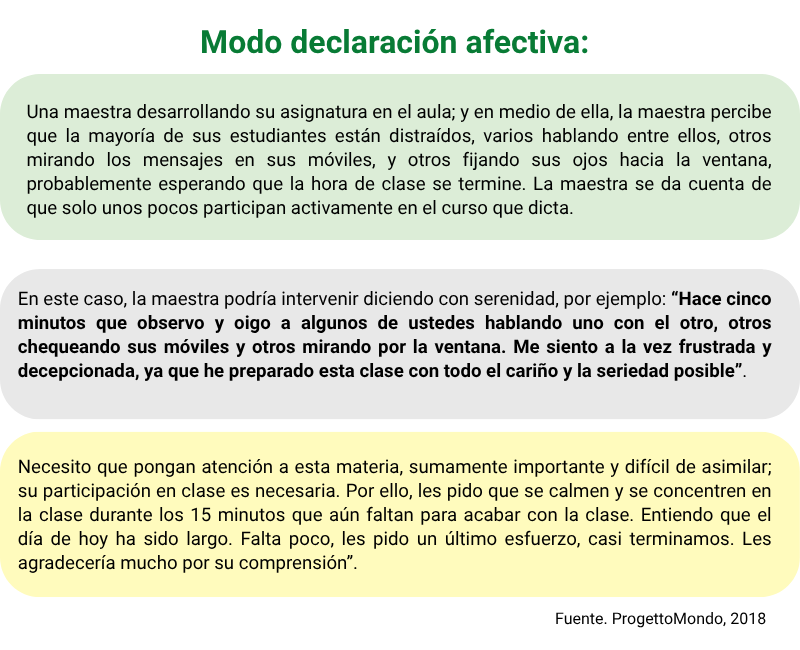 Modo declaración afectiva:
Una maestra desarrollando su asignatura en el aula; y en medio de ella, la maestra percibe
que la mayoría de sus estudiantes están distraídos, varios hablando entre ellos, otros
mirando los mensajes en sus móviles, y otros fijando sus ojos hacia la ventana,
probablemente esperando que la hora de clase se termine. La maestra se da cuenta de
que solo unos pocos participan activamente en el curso que dicta.
En este caso, la maestra podría intervenir diciendo con serenidad, por ejemplo: “Hace cinco
minutos que observo y oigo a algunos de ustedes hablando uno con el otro, otros
chequeando sus móviles y otros mirando por la ventana. Me siento a la vez frustrada y
decepcionada, ya que he preparado esta clase con todo el cariño y la seriedad posible”.
Necesito que pongan atención a esta materia, sumamente importante y difícil de asimilar;
su participación en clase es necesaria. Por ello, les pido que se calmen y se concentren en
la clase durante los 15 minutos que aún faltan para acabar con la clase. Entiendo que el
día de hoy ha sido largo. Falta poco, les pido un último esfuerzo, casi terminamos. Les
agradecería mucho por su comprensión”.
Fuente. ProgettoMondo, 2018